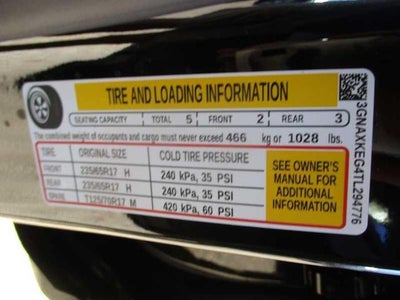 TIRE AND LOADING INFORMATION
SEATING CAPACITY TOTAL 5 FRONT 2 REAR 3
The combined weight of occupants and cargo must never exceed 466 kg or 1028 lbs.
TIRE ORIGINAL SIZE COLD TIRE PRESSURE
FRONT 235/65R17 H 240 kPa, 35 PSI
REAR 235/65R17 H 240 kPa, 35 PSI
SPARE T125/70R17 M 420 kPa, 60 PSI
SEE OWNER'S
MANUAL FOR
ADDITIONAL
INFORMATION
3GNAXKEG4TL294776